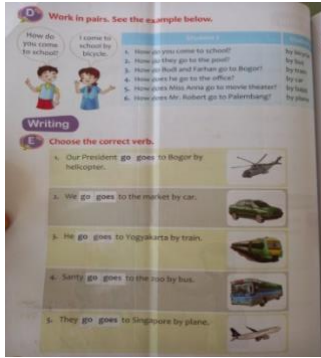 D Work in pairs. See the example below.
How do
you come
to school?
I come to
school by
bicycle.
1. How do you come to school?
by bicycle
2. How do they go to the pool?
by bus
3. How do Budi and Farhan go to Bogor?
by train
4. How does he go to the office?
by car
5. How does Miss Anna go to movie theater?
6. How does Mr. Robert go to Palembang?
by plane
Writing
E Choose the correct verb.
1. Our President go goes to Bogor by
helicopter.
2. We go goes to the market by car.
3. He go goes to Yogyakarta by train.
4. Santy go goes to the zoo by bus.
5. They go goes to Singapora by plane.